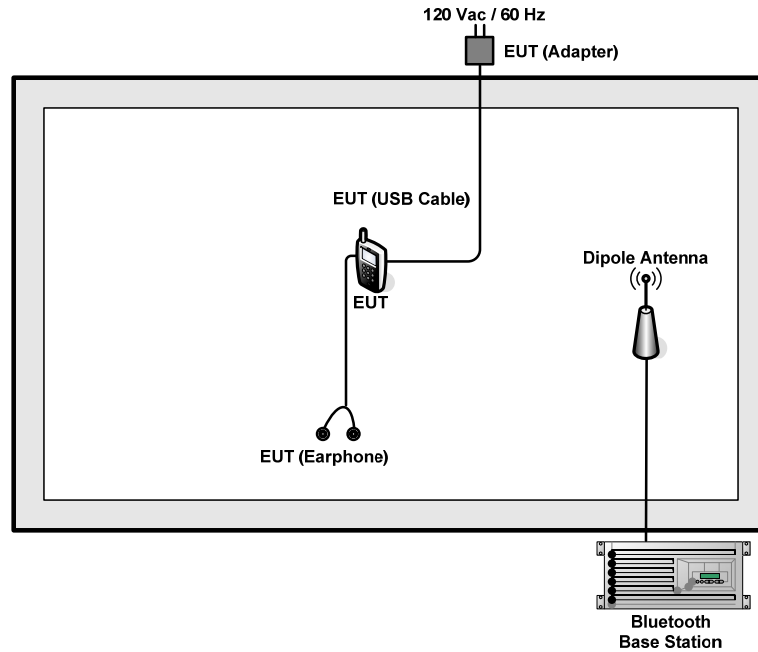 120 Vac / 60 Hz
EUT (Adapter)
EUT (USB Cable)
EUT
Dipole Antenna
EUT (Earphone)
Bluetooth
Base Station